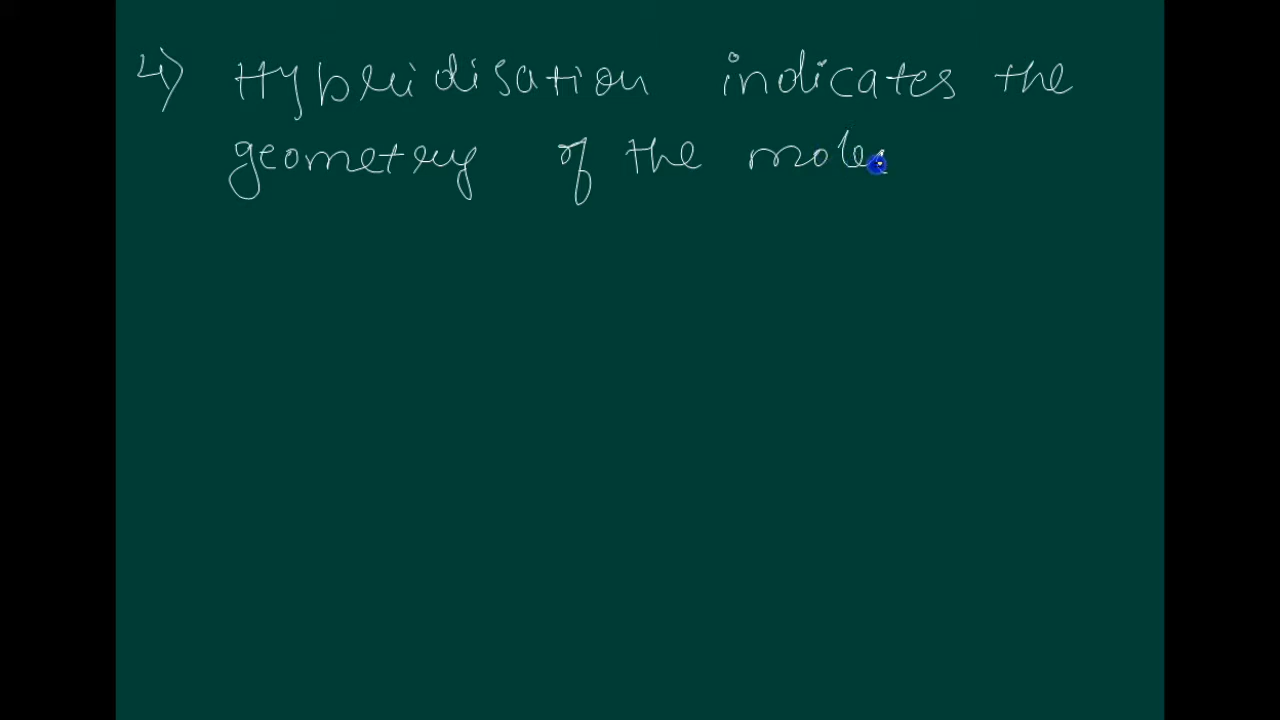 4) Hybridisation indicates the
geometry of the mole